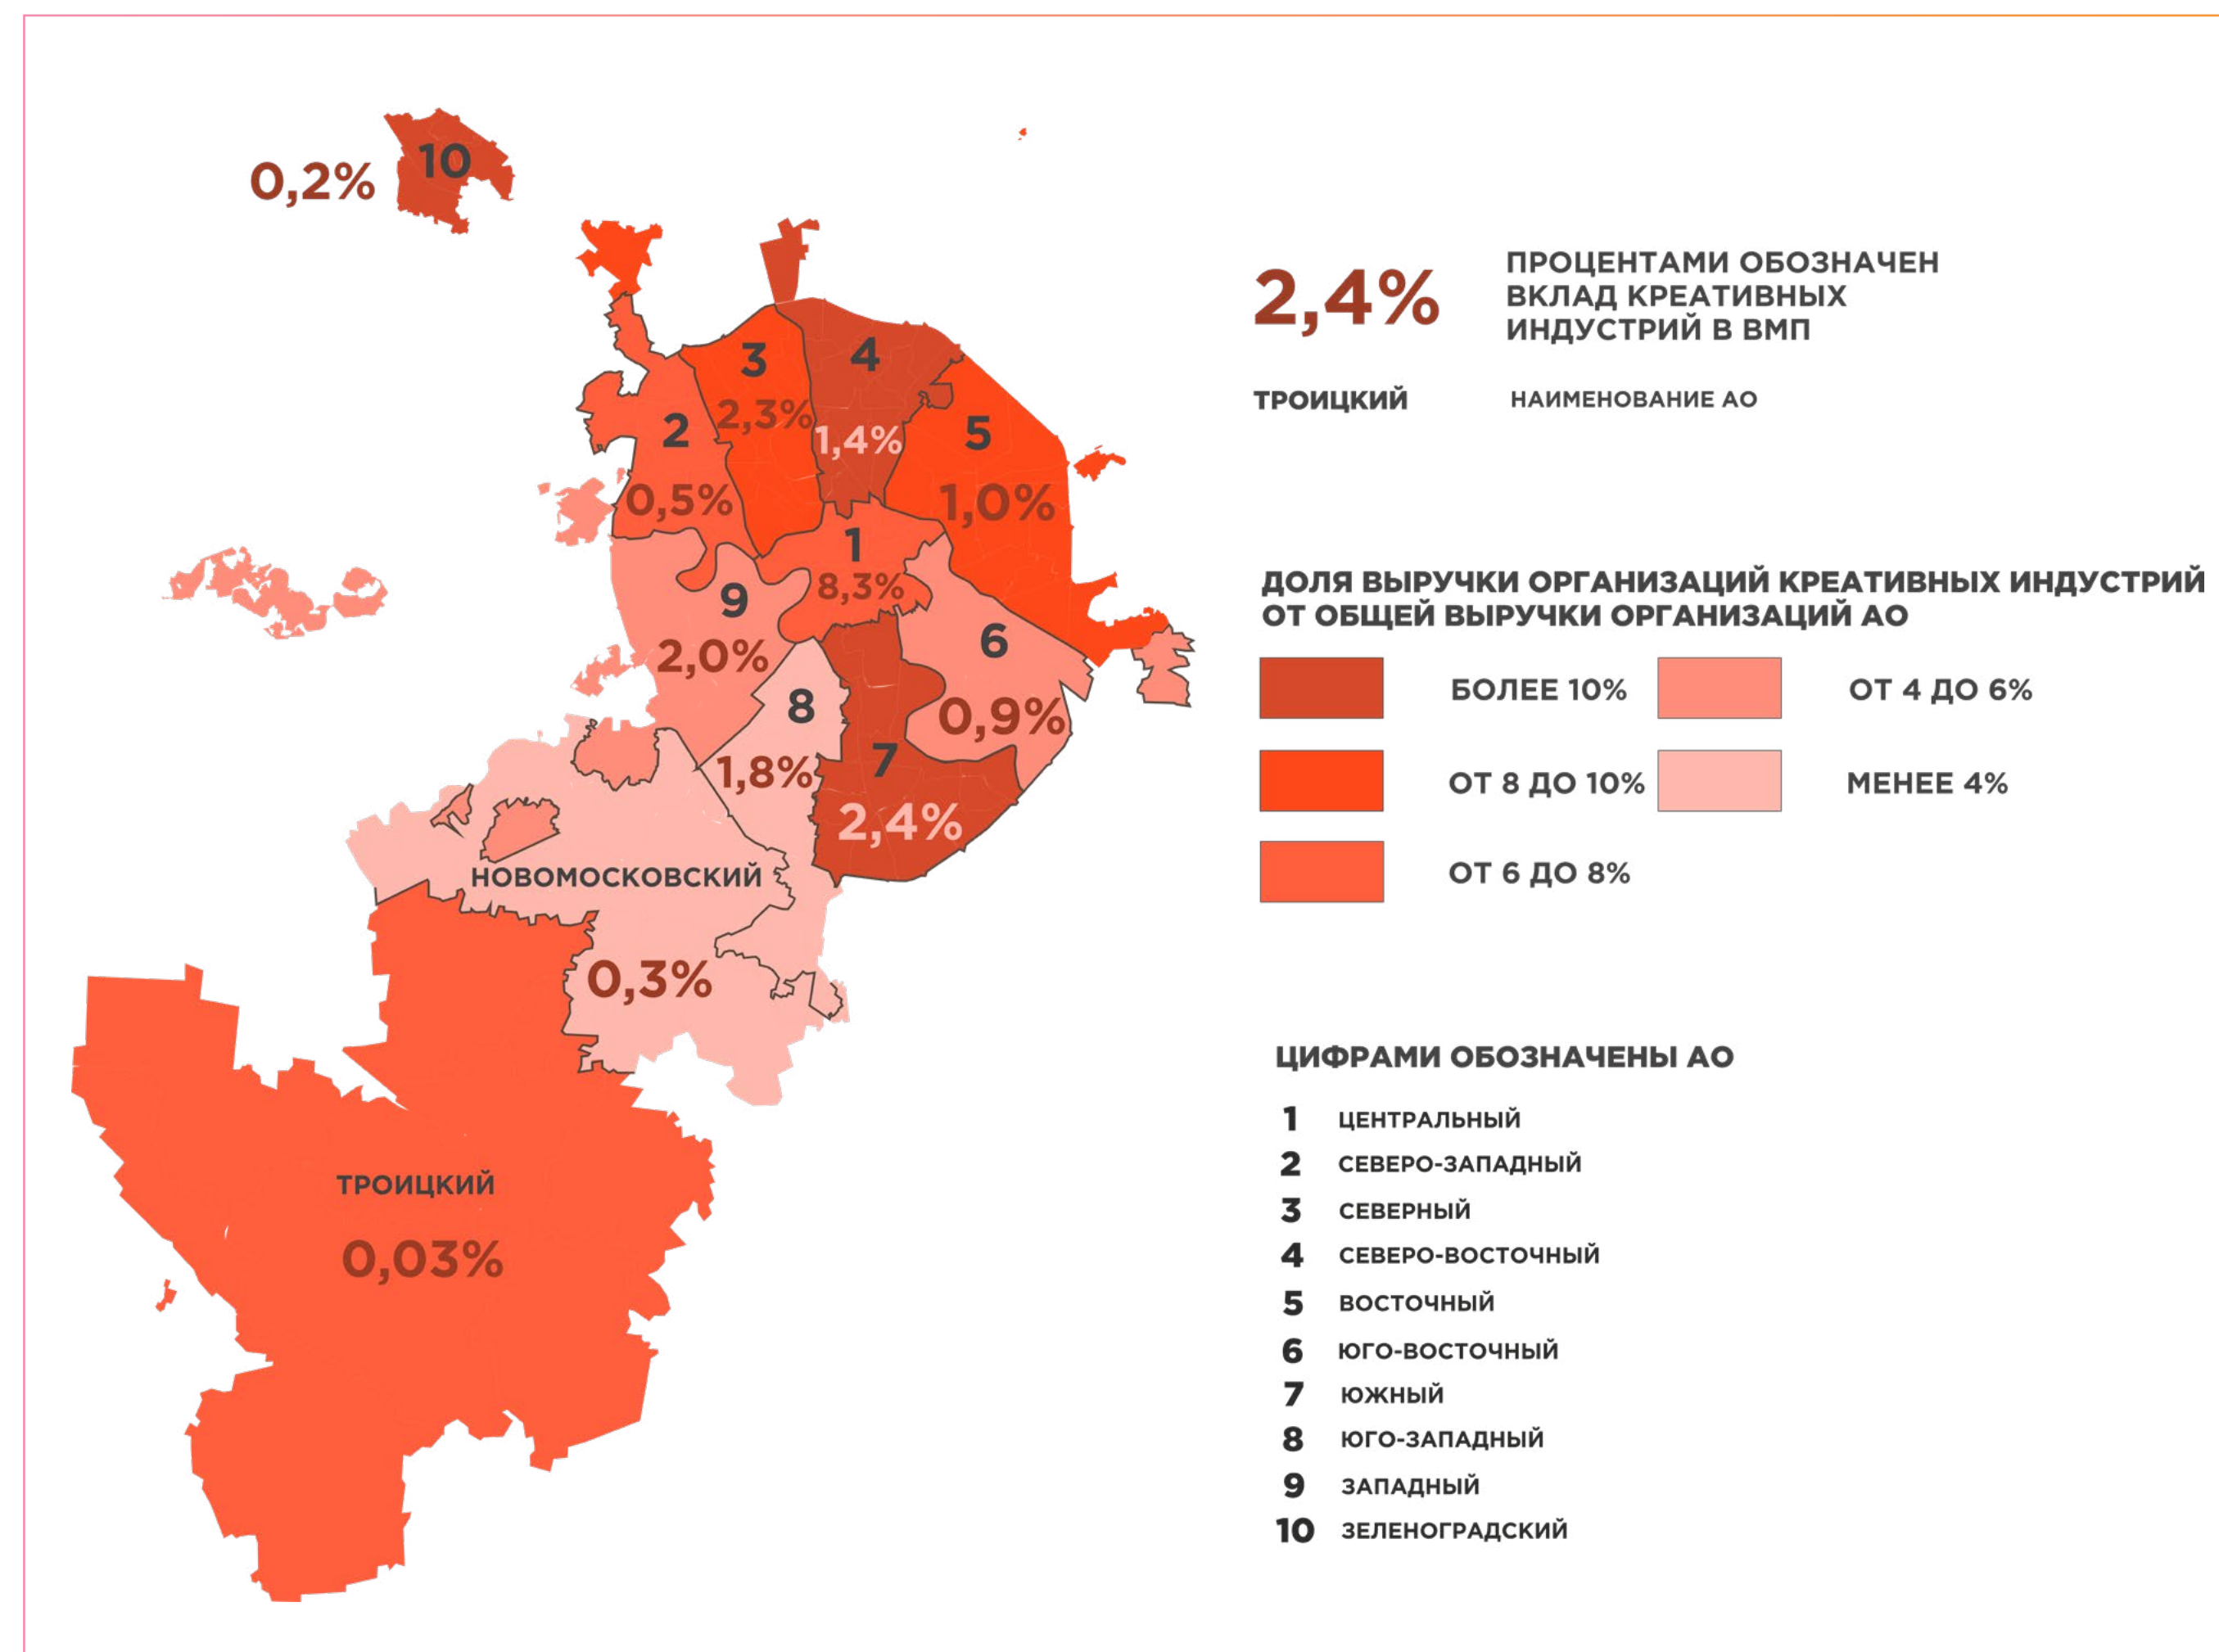 10
0,2%
3
4
2,3%
2
1,4%
5
0,5%
1,0%
1
8,3%
9
6
2,0%
8
0,9%
7
1,8%
2,4%
НОВОМОСКОВСКИЙ
0,3%
ТРОИЦКИЙ
0,03%
2,4%
ПРОЦЕНТАМИ ОБОЗНАЧЕН
ВКЛАД КРЕАТИВНЫХ
ИНДУСТРИЙ В ВМП
ТРОИЦКИЙ НАИМЕНОВАНИЕ АО
ДОЛЯ ВЫРУЧКИ ОРГАНИЗАЦИЙ КРЕАТИВНЫХ ИНДУСТРИЙ
ОТ ОБЩЕЙ ВЫРУЧКИ ОРГАНИЗАЦИЙ АО
БОЛЕЕ 10% ОТ 4 ДО 6%
ОТ 8 ДО 10% МЕНЕЕ 4%
ОТ 6 ДО 8%
ЦИФРАМИ ОБОЗНАЧЕНЫ АО
1 ЦЕНТРАЛЬНЫЙ
2 СЕВЕРО-ЗАПАДНЫЙ
3 СЕВЕРНЫЙ
4 СЕВЕРО-ВОСТОЧНЫЙ
5 ВОСТОЧНЫЙ
6 ЮГО-ВОСТОЧНЫЙ
7 ЮЖНЫЙ
8 ЮГО-ЗАПАДНЫЙ
9 ЗАПАДНЫЙ
10 ЗЕЛЕНОГРАДСКИЙ